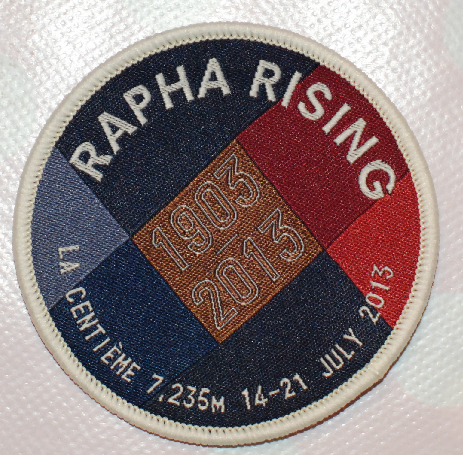 RAPHA RISING
1903
2013
LA CENTIÈME 7,235M 14-21 JULY 2013